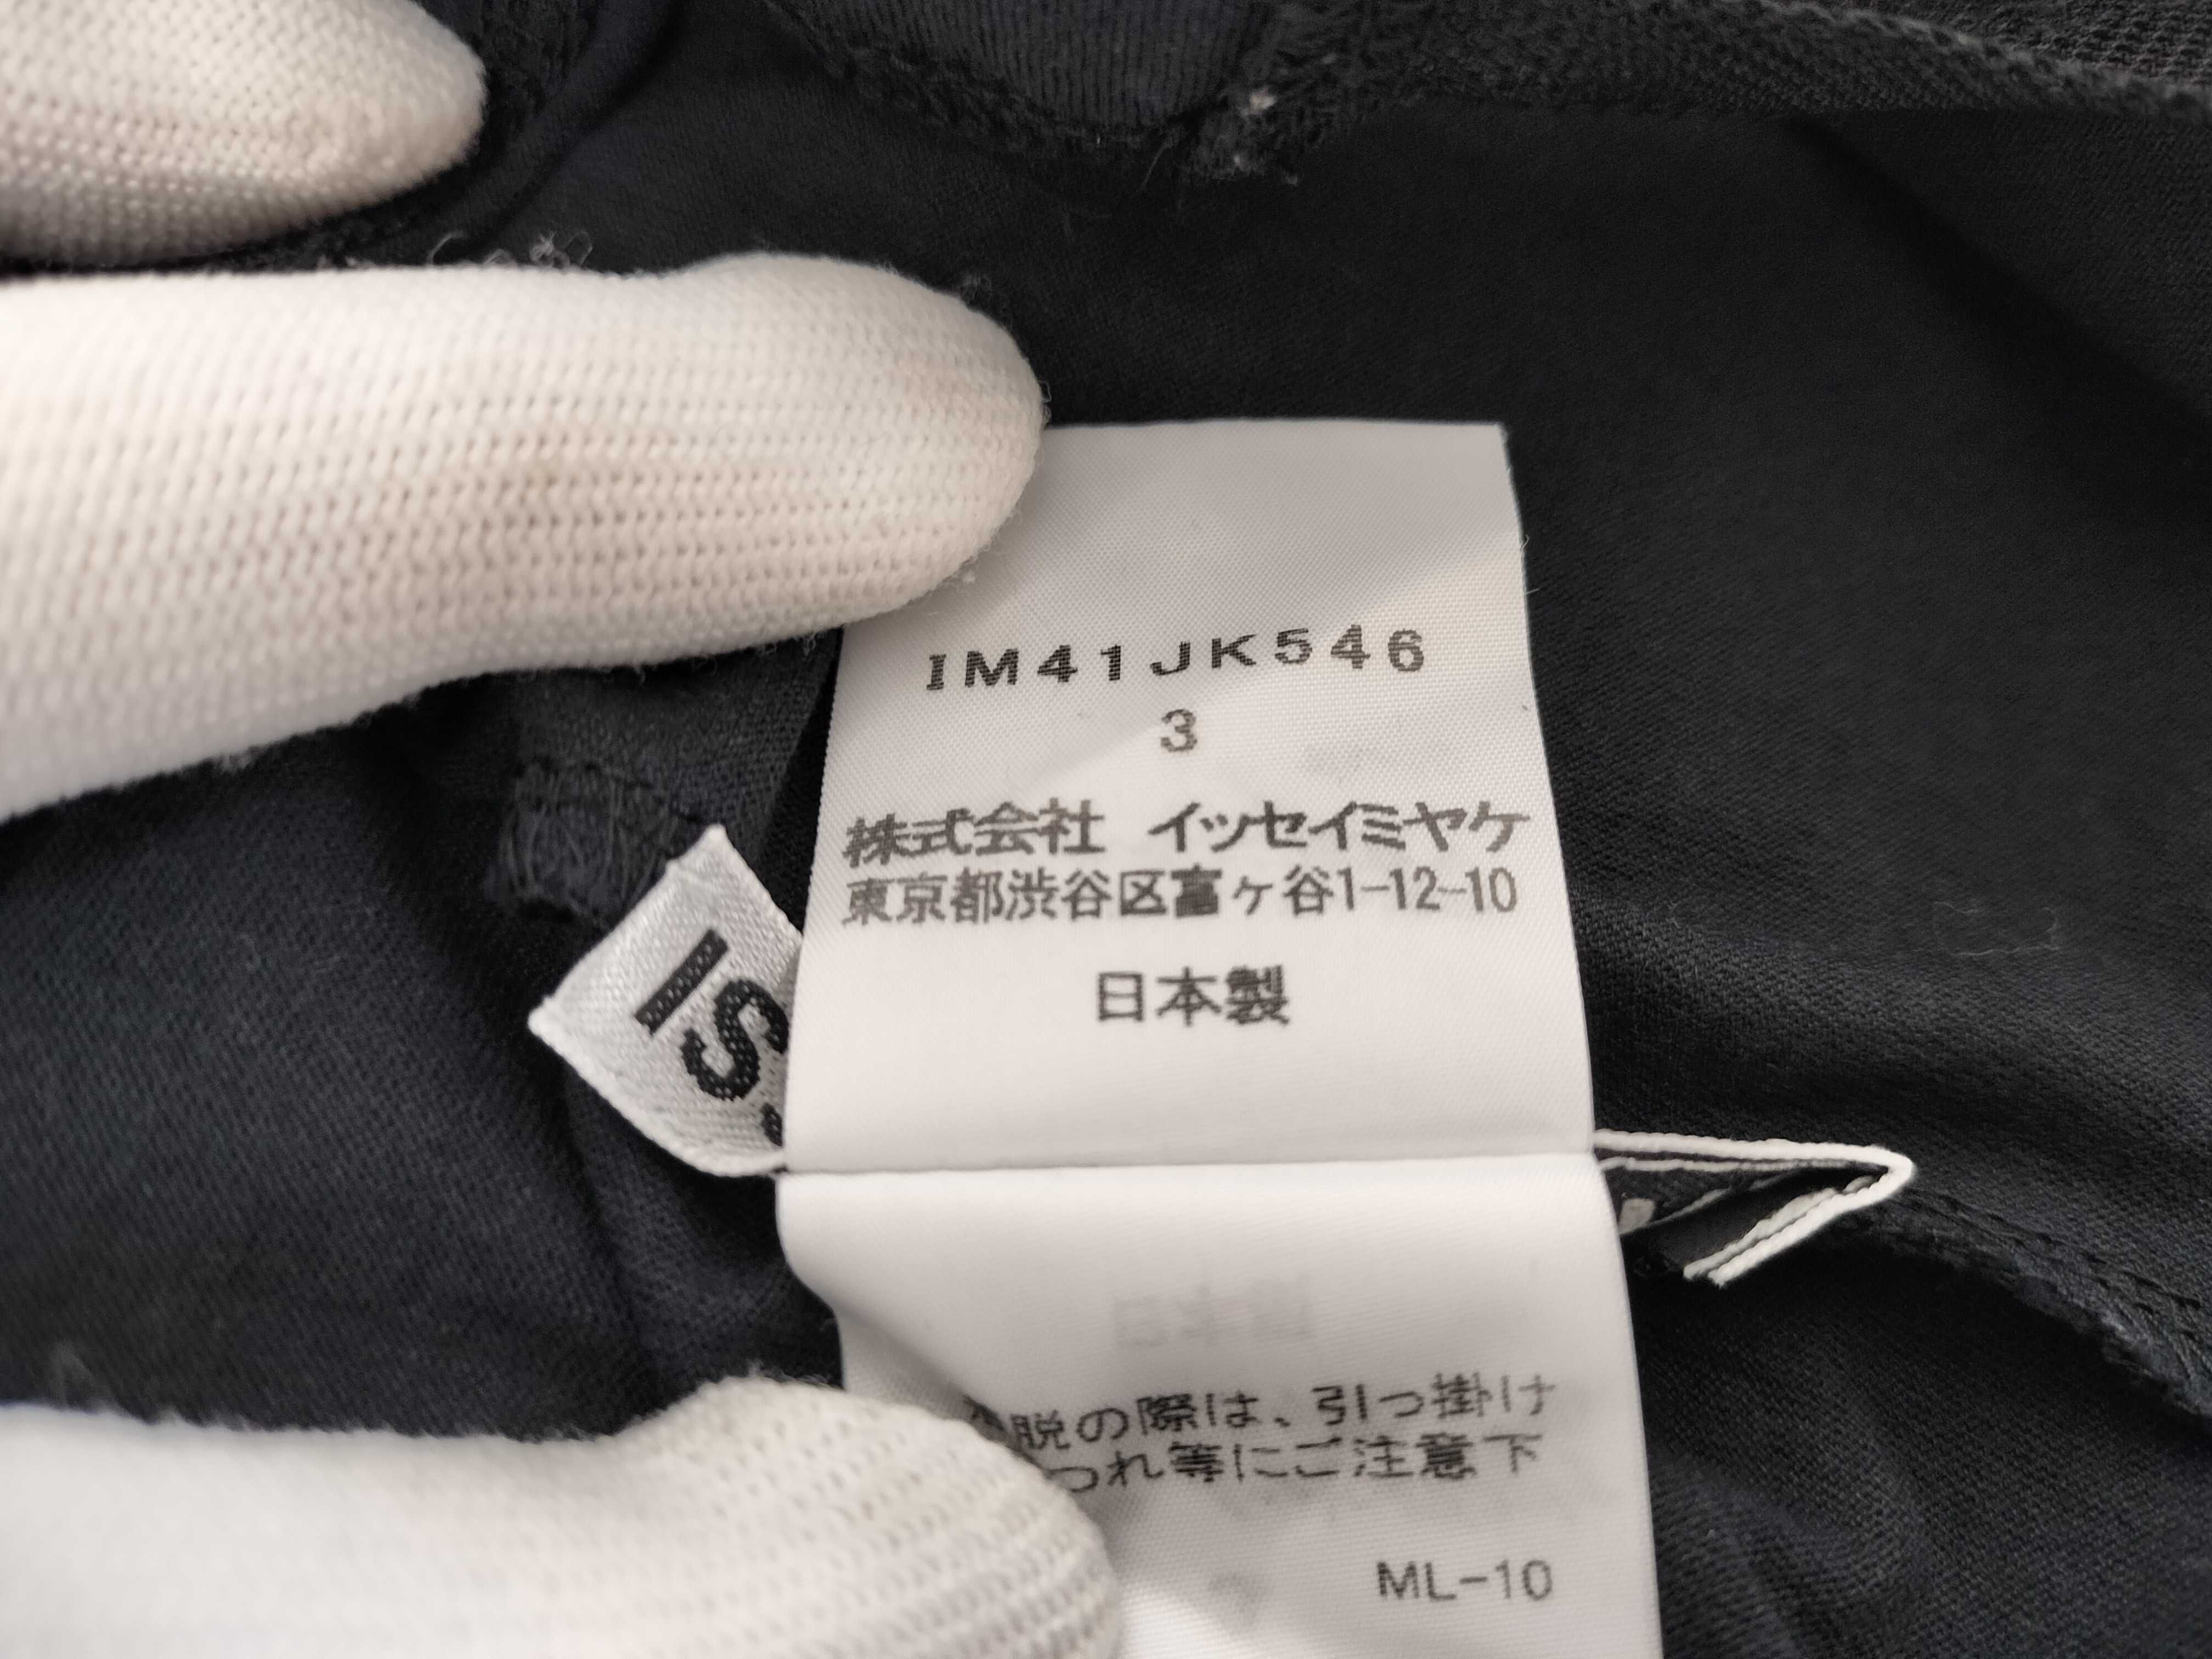 IM41JK546
3
株式会社 イッセイミヤケ
東京都渋谷区富ヶ谷1-12-10
日本製
IS
脱の際は、引っ掛け
つれ等にご注意下
ML-10